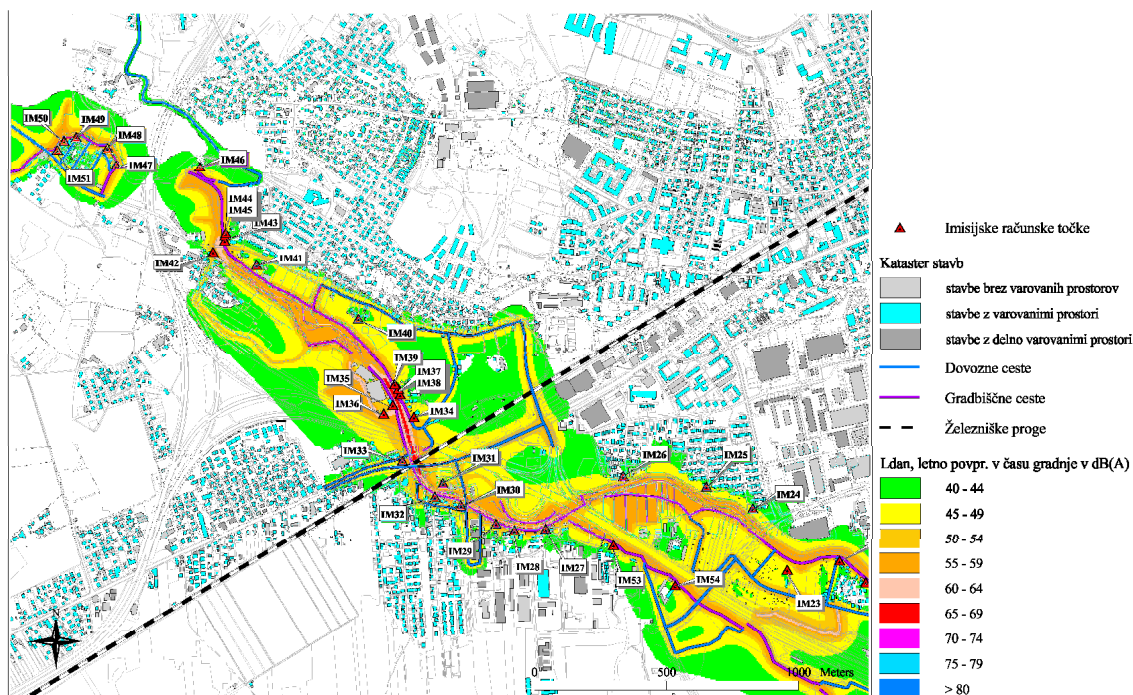 IM50
IM49
IM48
IM47
IM51
IM46
IM44
IM45
IM43
IM42
IM41
IM40
IM39
IM37
IM38
IM35
IM36
IM34
IM33
IM31
IM26
IM25
IM24
IM30
IM32
IM29
IM28
IM27
IM53
IM54
IM23
N
0
500
1000 Meters
Imisijske računske točke
Kataster stavb
stavbe brez varovanih prostorov
stavbe z varovanimi prostori
stavbe z delno varovanimi prostori
Dovozne ceste
Gradbiščne ceste
Železniške proge
Ldan, letno povpr. v času gradnje v dB(A)
40 - 44
45 - 49
50 - 54
55 - 59
60 - 64
65 - 69
70 - 74
75 - 79
> 80